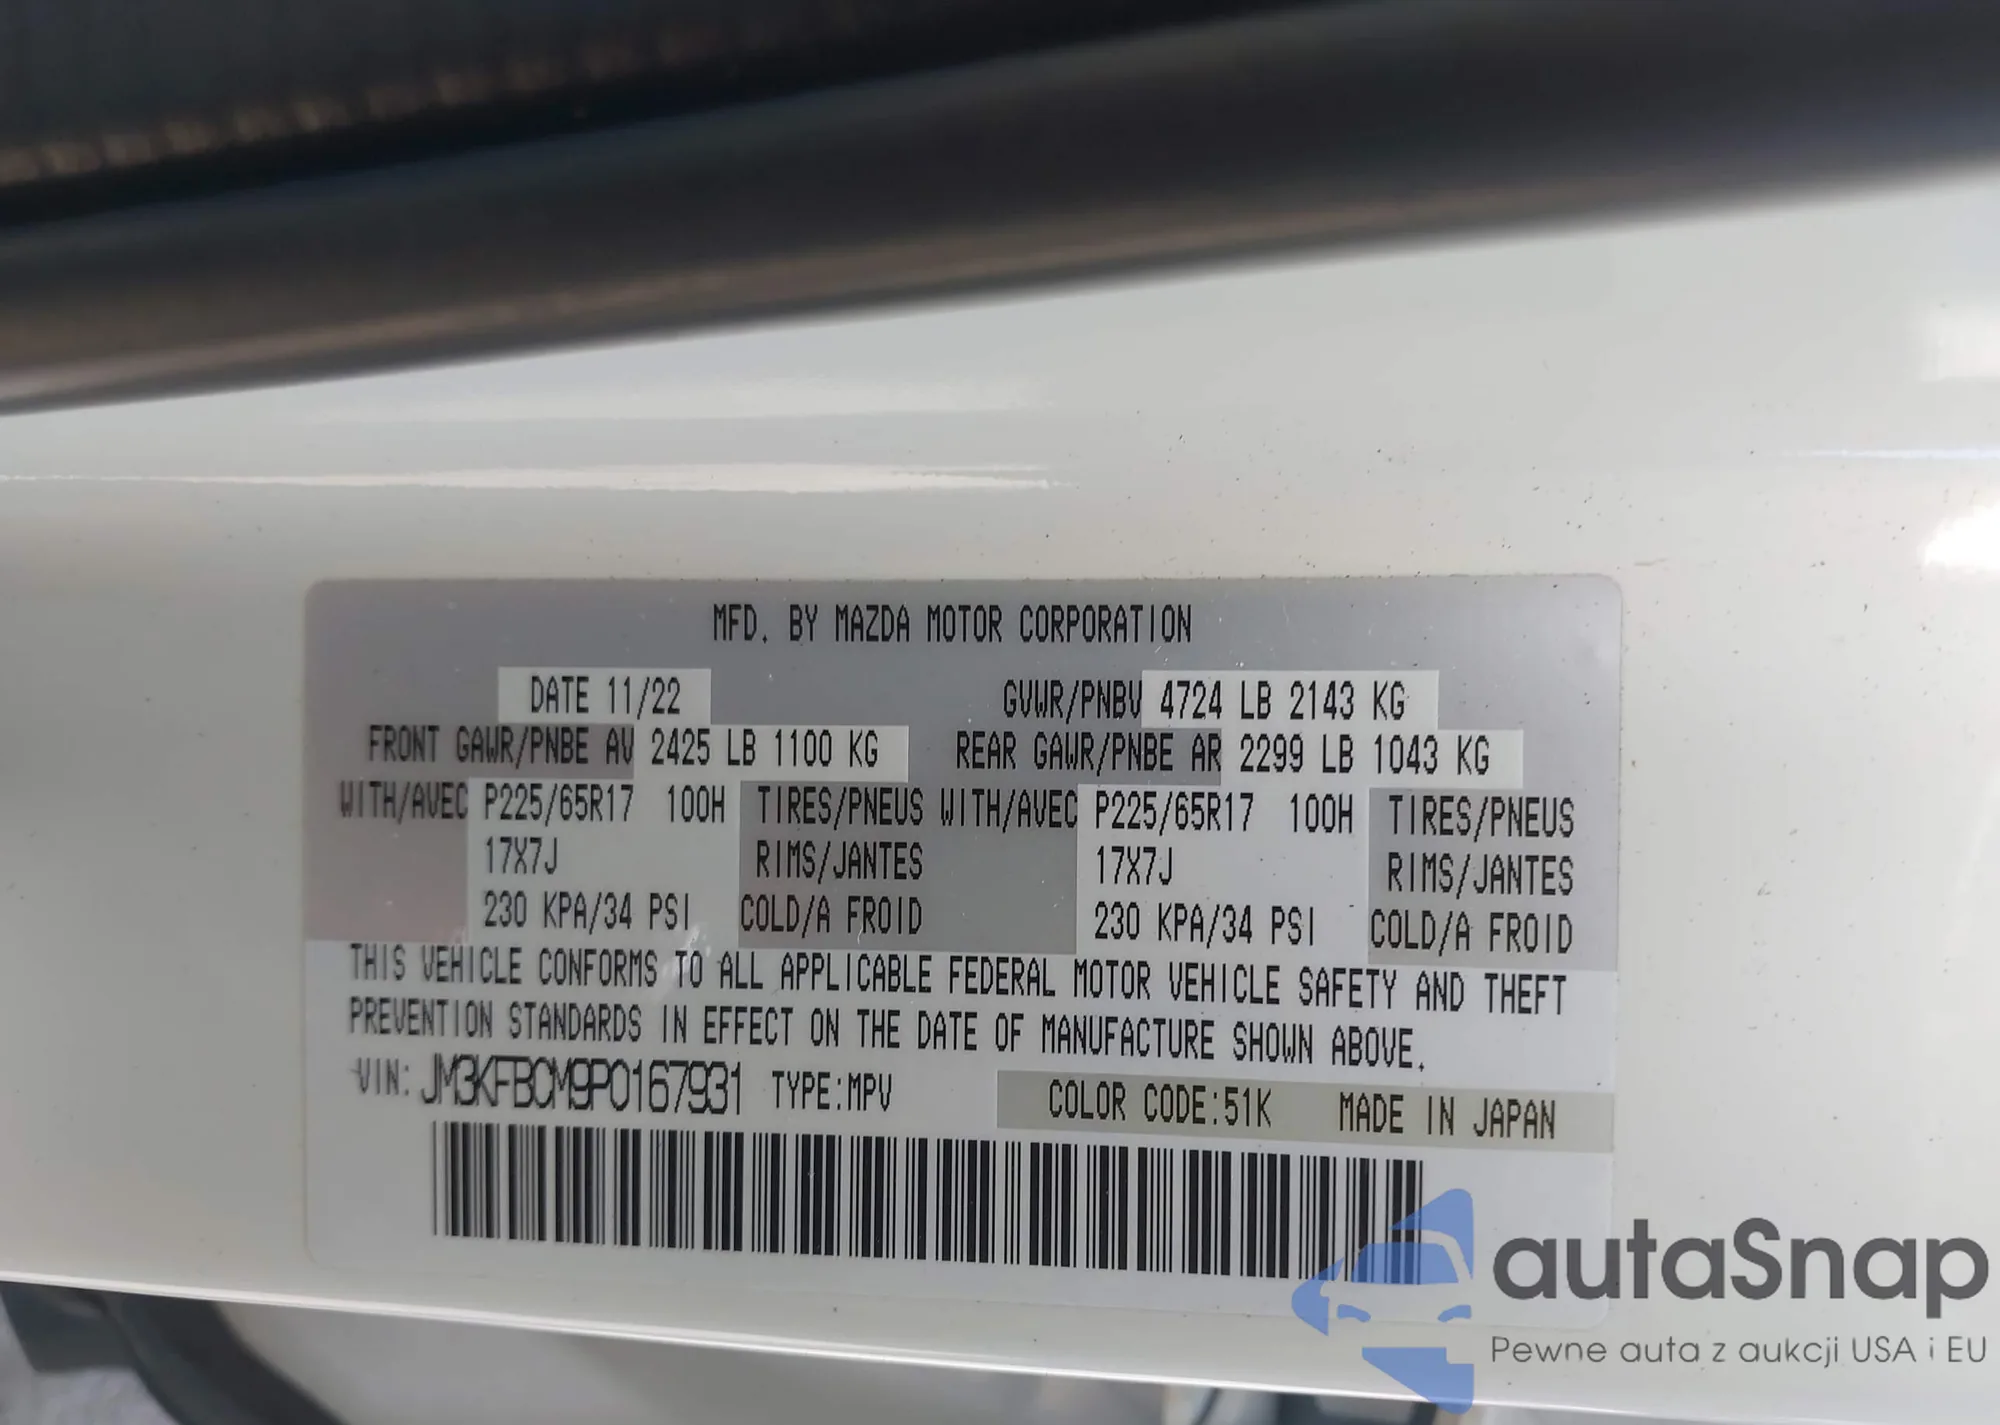 MFD. BY MAZDA MOTOR CORPORATION
DATE 11/22 GVWR/PNBV 4724 LB 2143 KG
FRONT GAWR/PNBE AV 2425 LB 1100 KG REAR GAWR/PNBE AR 2299 LB 1043 KG
WITH/AVEC P225/65R17 100H TIRES/PNEUS WITH/AVEC P225/65R17 100H TIRES/PNEUS
17X7J RIMS/JANTES 17X7J RIMS/JANTES
230 KPA/34 PSI COLD/A FROID 230 KPA/34 PSI COLD/A FROID
THIS VEHICLE CONFORMS TO ALL APPLICABLE FEDERAL MOTOR VEHICLE SAFETY AND THEFT
PREVENTION STANDARDS IN EFFECT ON THE DATE OF MANUFACTURE SHOWN ABOVE.
VIN: JM3KFBCM9P0167931 TYPE:MPV COLOR CODE:51K MADE IN JAPAN
autaSnap
Pewne auta z aukcji USA i EU